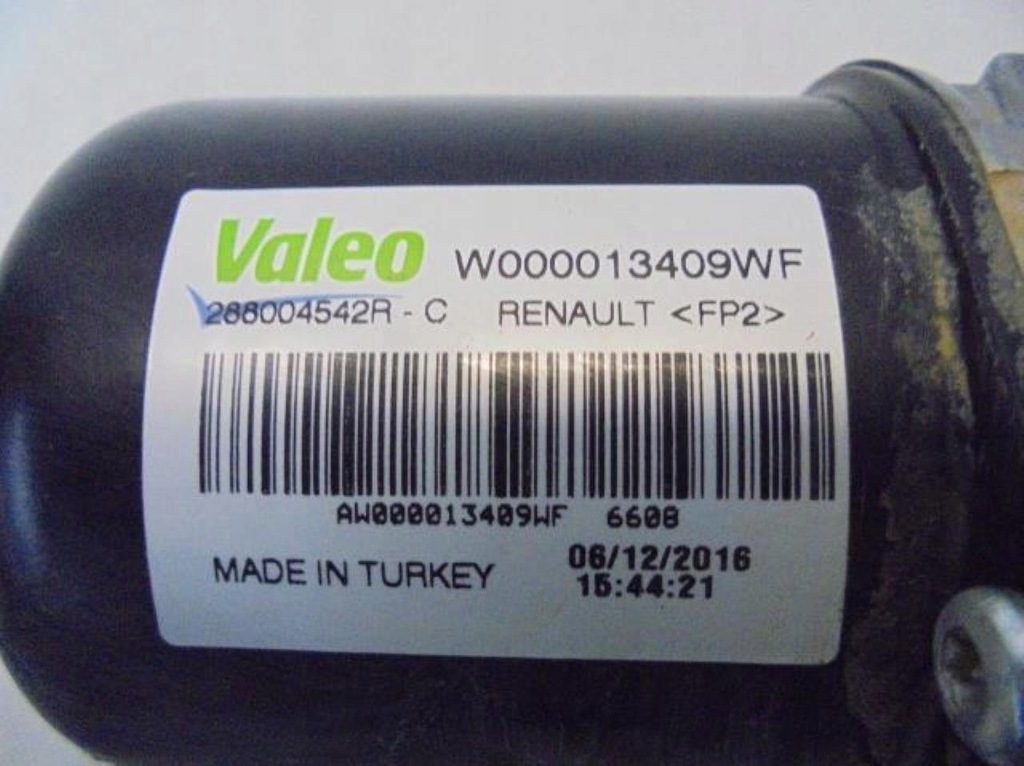 Valeo W000013409WF
288004542R - C RENAULT <FP2>
AW000013409WF 6608
MADE IN TURKEY 06/12/2016
15:44:21